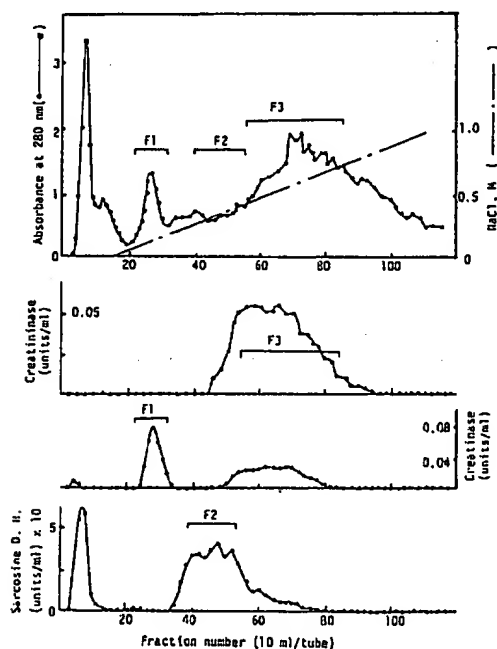 3
2
1
0
Absorbance at 280 nm(
F1
F2
F3
1.0
0.5
0
NaCl, M (
20
40
60
80
100
Creatininase
(units/ml)
0.05
F3
F1
0.08
0.04
Creatinase
(units/ml)
Sarcosine D. H.
(units/ml) x 10
5
0
F2
0
20
40
60
80
100
Fraction number (10 ml/tube)